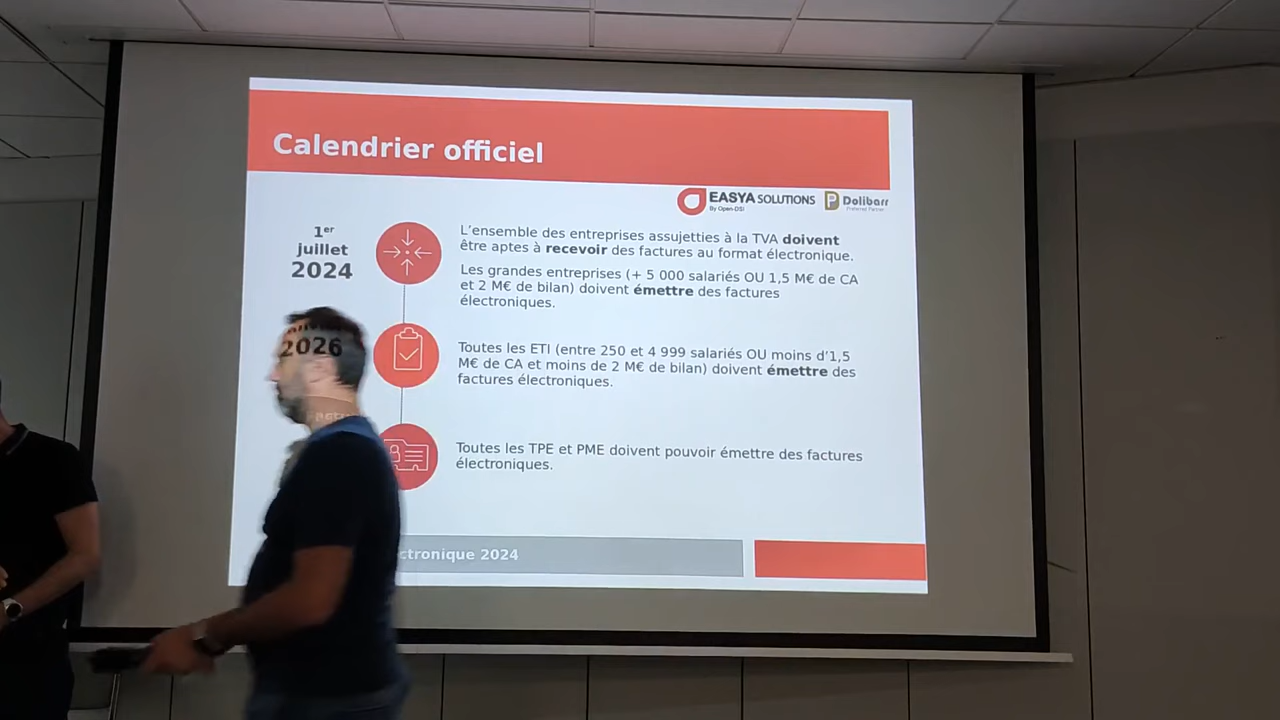 Calendrier officiel
EASYA SOLUTIONS
By Open-DSI
Dolibarr
Preferred Partner
1er
juillet
2024
L'ensemble des entreprises assujetties à la TVA doivent
être aptes à recevoir des factures au format électronique.
Les grandes entreprises (+ 5 000 salariés OU 1,5 M€ de CA
et 2 M€ de bilan) doivent émettre des factures
électroniques.
2026
Toutes les ETI (entre 250 et 4 999 salariés OU moins d'1,5
M€ de CA et moins de 2 M€ de bilan) doivent émettre des
factures électroniques.
Toutes les TPE et PME doivent pouvoir émettre des factures
électroniques.
ctronique 2024